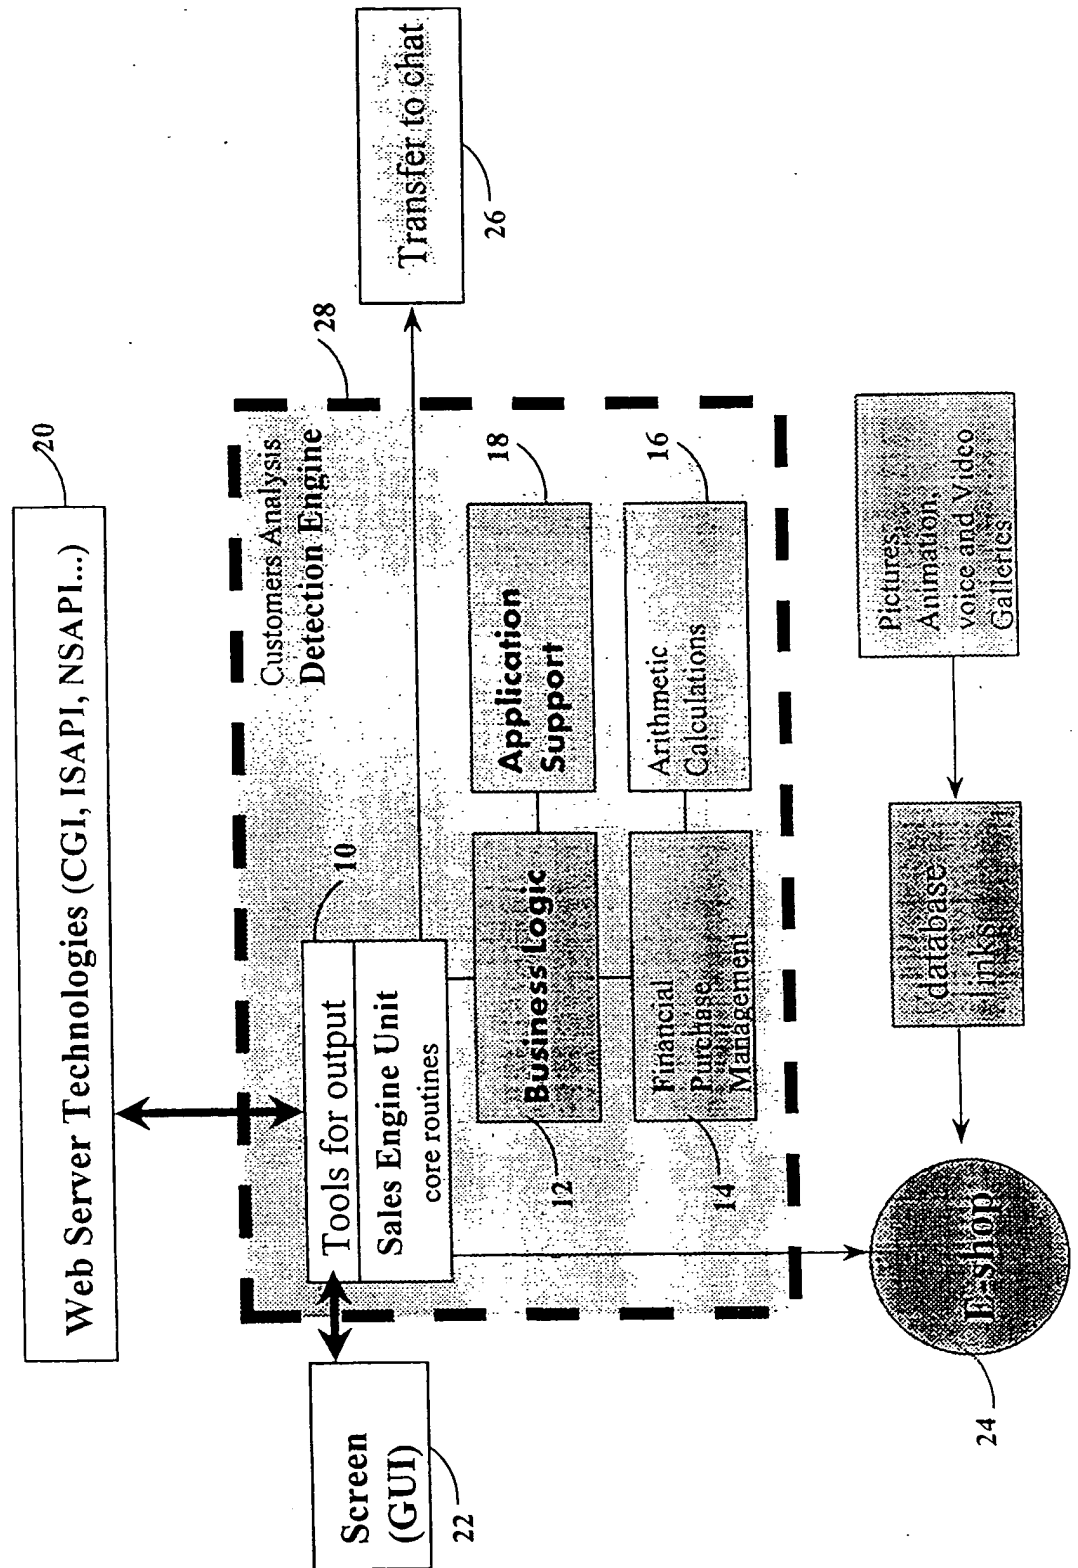 Web Server Technologies (CGI, ISAPI, NSAPI...)
20
Customers Analysis
Detection Engine
28
Screen
(GUI)
22
Tools for output
Sales Engine Unit
core routines
10
Transfer to chat
26
Business Logic
12
Application
Support
18
Financial
Purchase
Management
14
Arithmetic
Calculations
16
E-shop
24
database
links
Pictures,
Animation,
voice and Video
Galleries